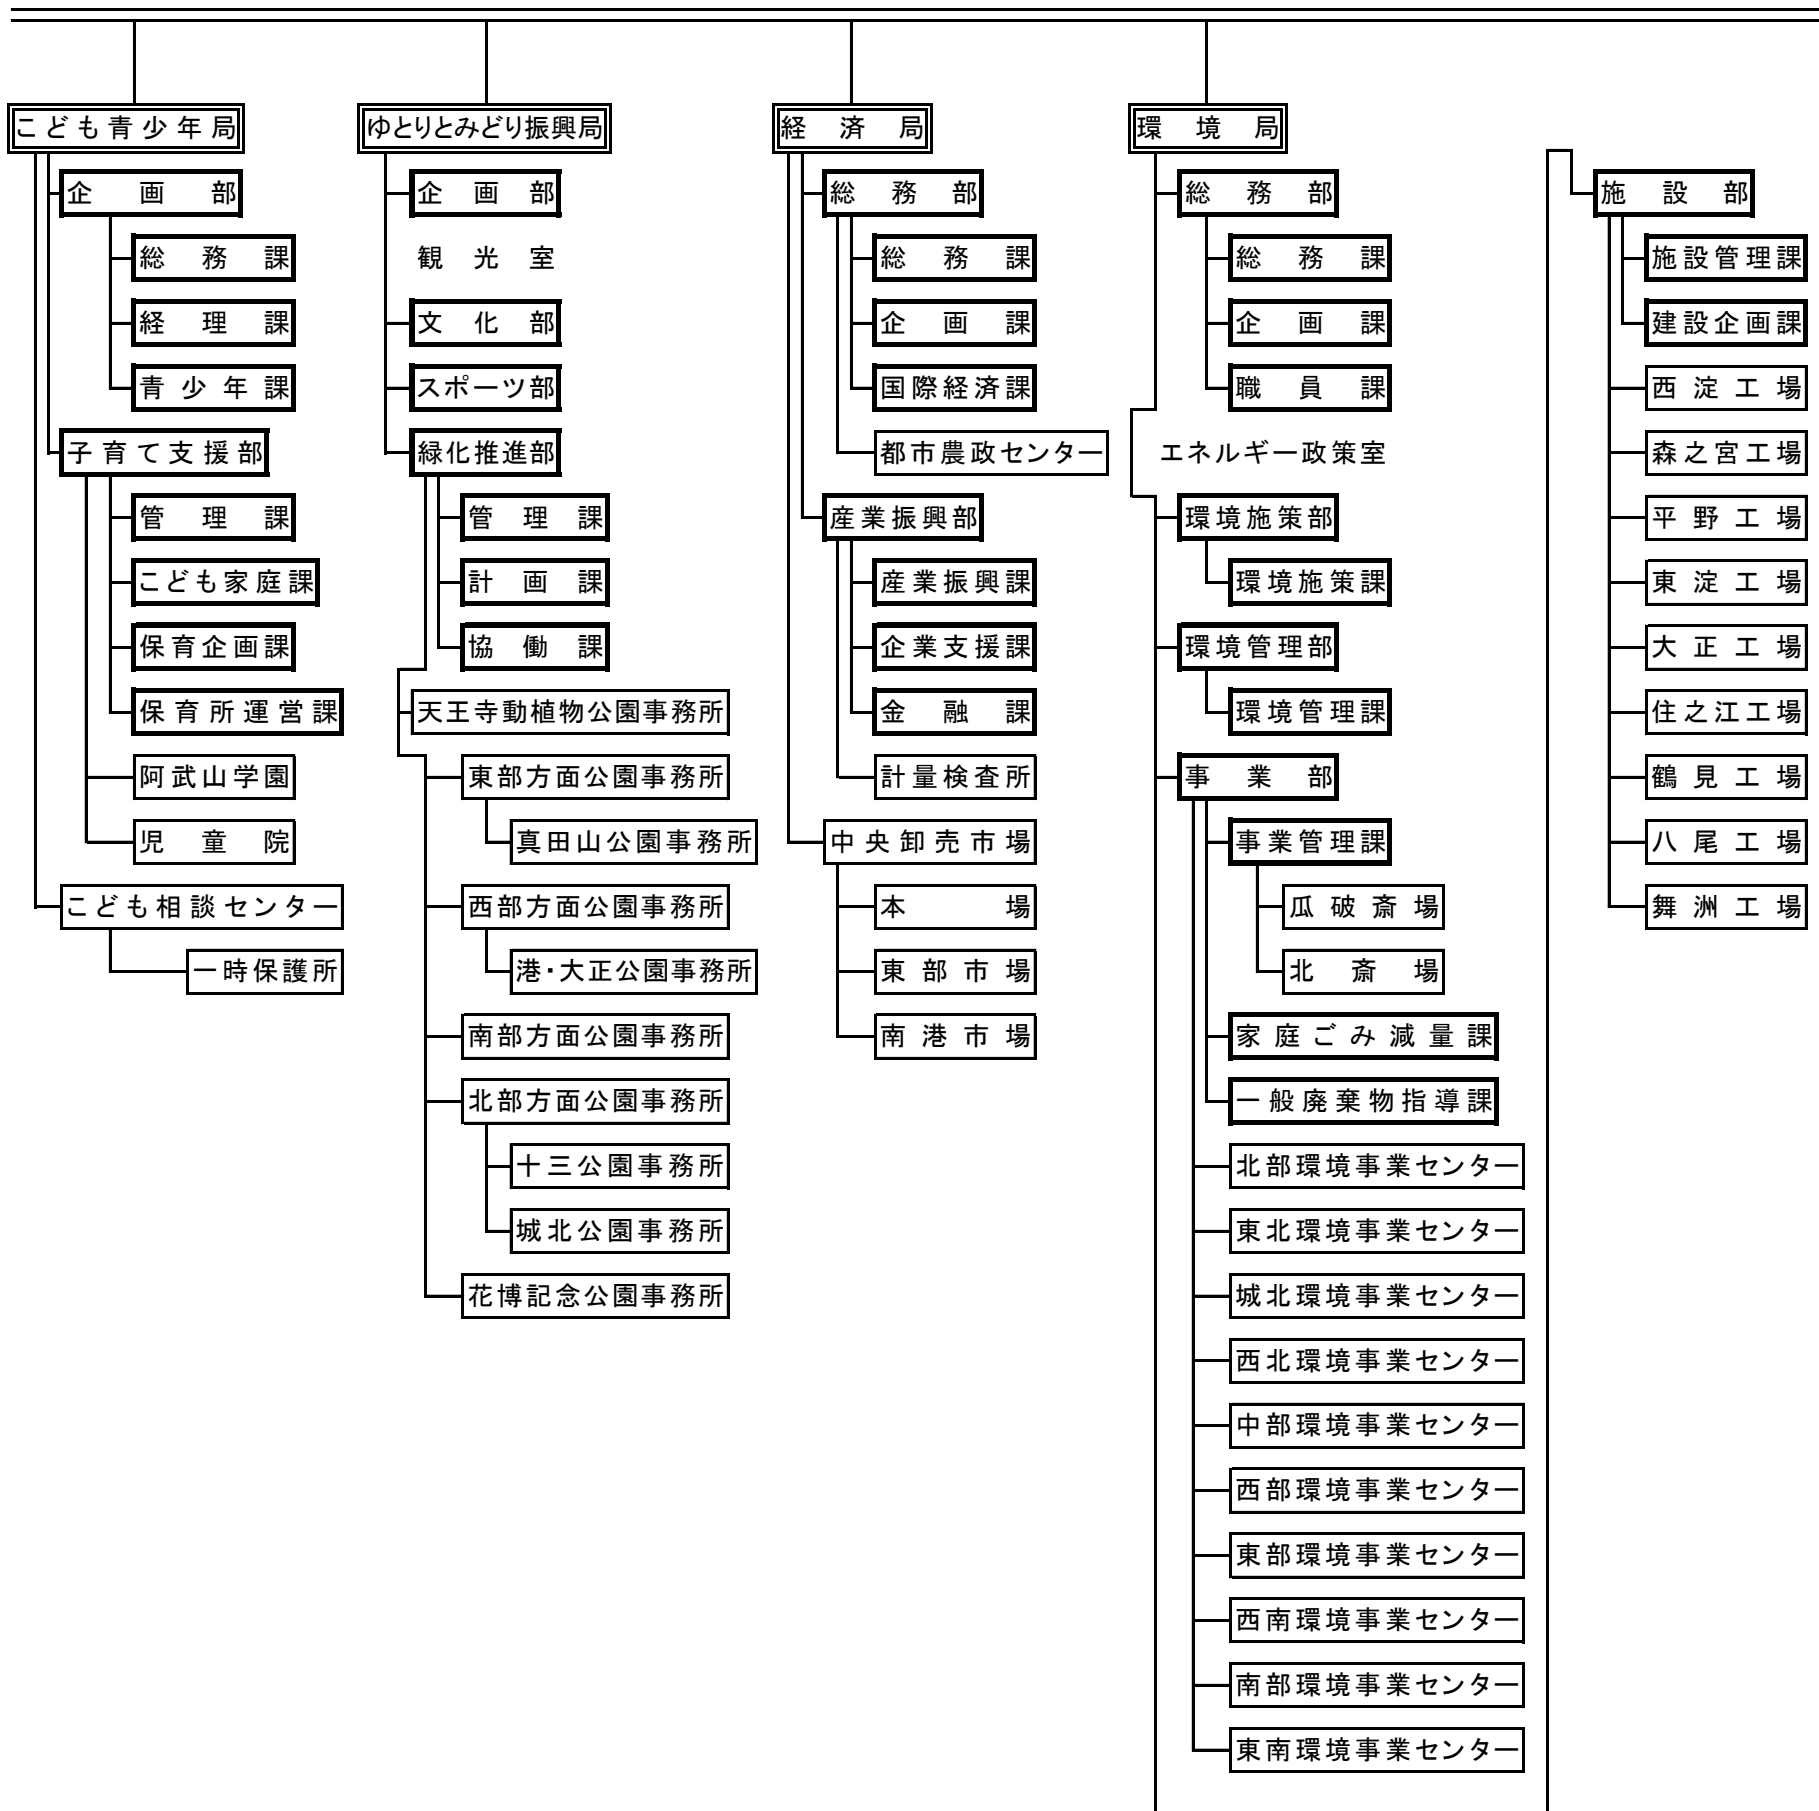 こども青少年局
企画部
総務課
経理課
青少年課
子育て支援部
管理課
こども家庭課
保育企画課
保育所運営課
阿武山学園
児童院
こども相談センター
一時保護所
ゆとりとみどり振興局
企画部
観光室
文化部
スポーツ部
緑化推進部
管理課
計画課
協働課
天王寺動植物公園事務所
東部方面公園事務所
真田山公園事務所
西部方面公園事務所
港・大正公園事務所
南部方面公園事務所
北部方面公園事務所
十三公園事務所
城北公園事務所
花博記念公園事務所
経済局
総務部
総務課
企画課
国際経済課
都市農政センター
産業振興部
産業振興課
企業支援課
金融課
計量検査所
中央卸売市場
本場
東部市場
南港市場
環境局
総務部
総務課
企画課
職員課
エネルギー政策室
環境施策部
環境施策課
環境管理部
環境管理課
事業部
事業管理課
瓜破斎場
北斎場
家庭ごみ減量課
一般廃棄物指導課
北部環境事業センター
東北環境事業センター
城北環境事業センター
西北環境事業センター
中部環境事業センター
西部環境事業センター
東部環境事業センター
西南環境事業センター
南部環境事業センター
東南環境事業センター
施設部
施設管理課
建設企画課
西淀工場
森之宮工場
平野工場
東淀工場
大正工場
住之江工場
鶴見工場
八尾工場
舞洲工場